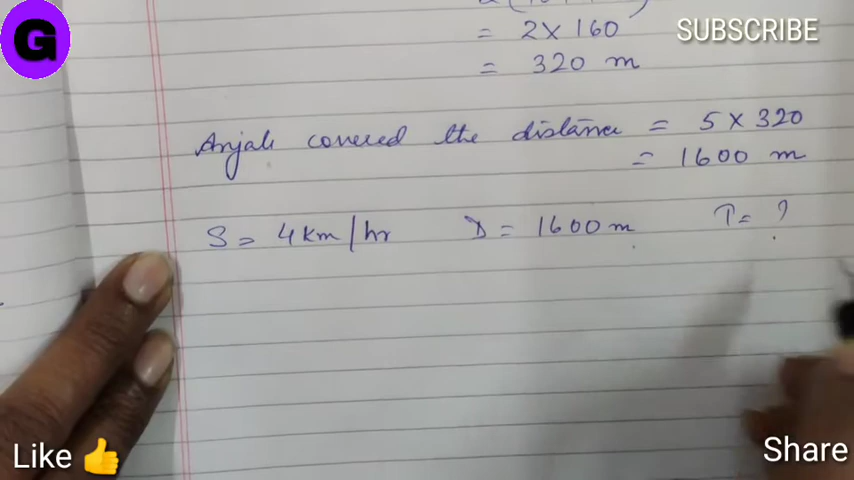 G
SUBSCRIBE
= 2 × 160
= 320 m
Anjali covered the distance = 5 × 320
= 1600 m
S = 4 km/hr D = 1600 m T = ?
Like 👍
Share